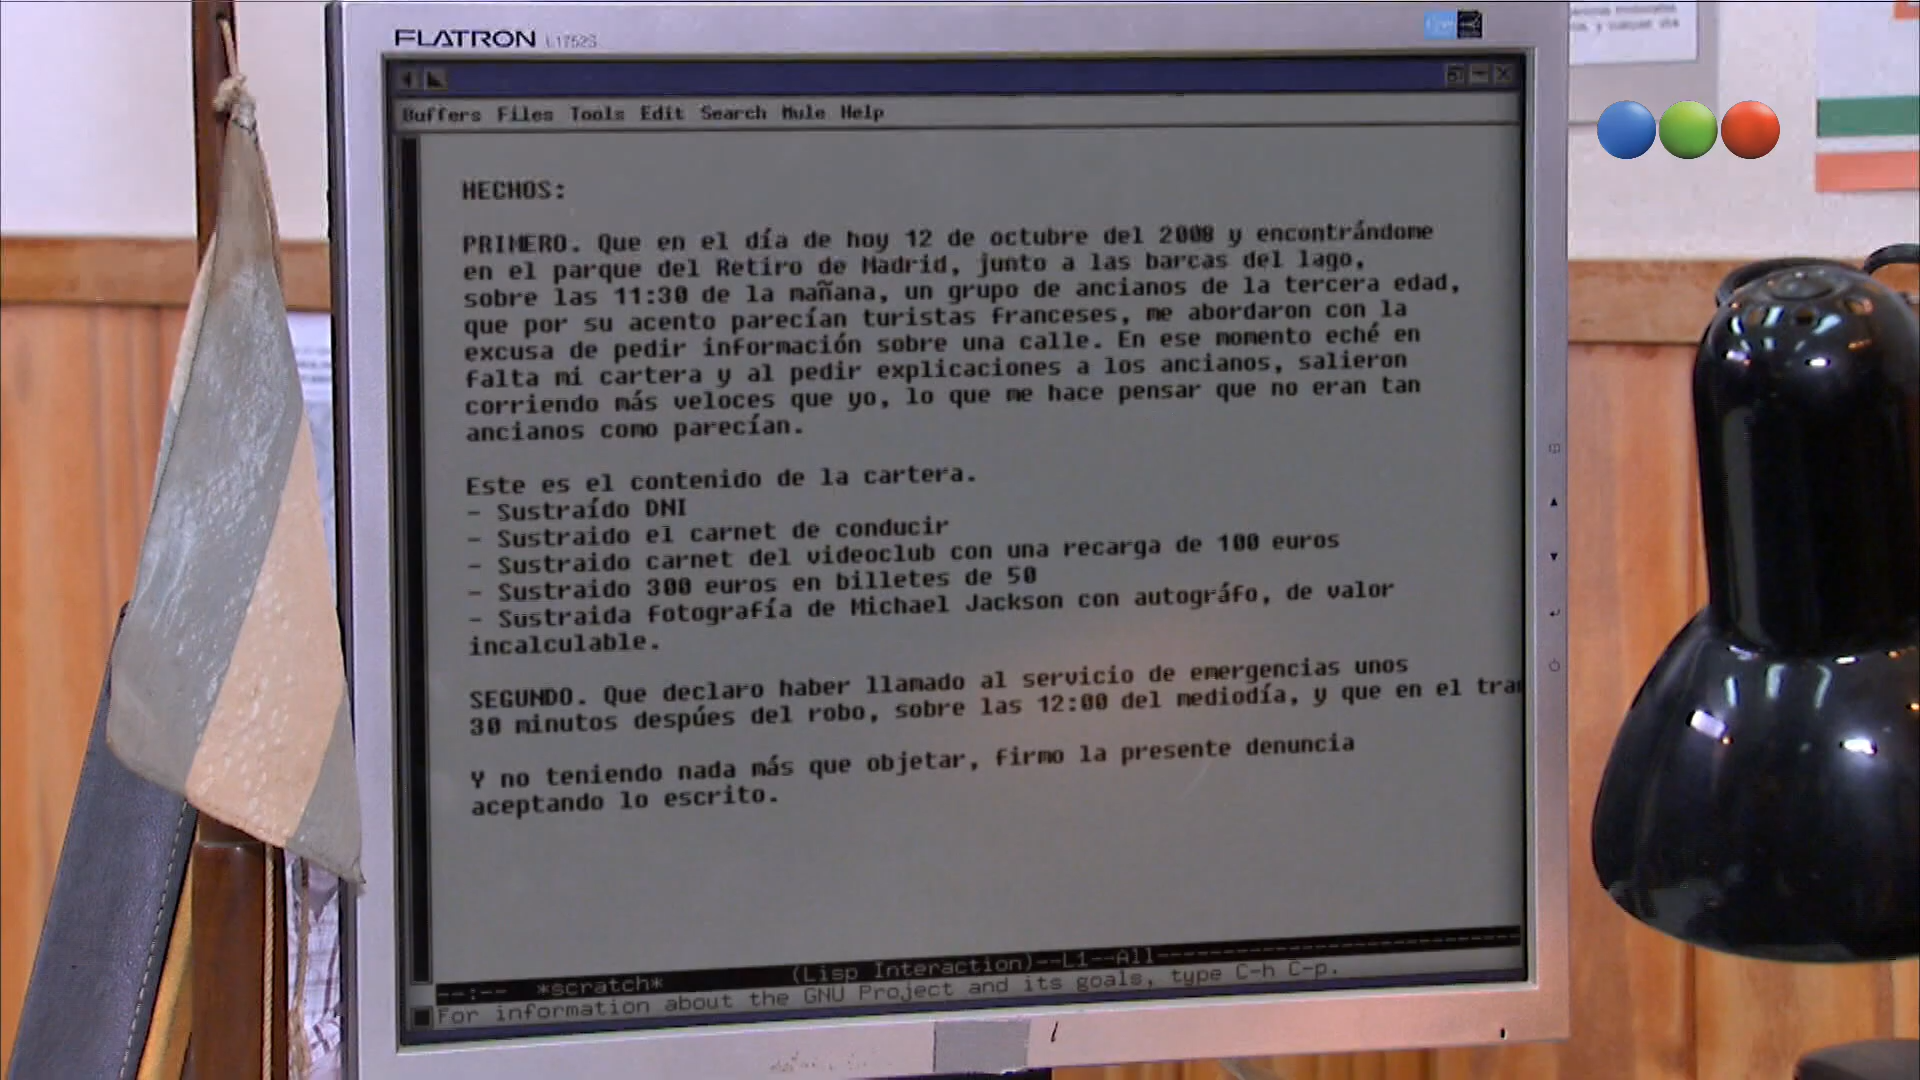 FLATRON L1752S
Buffers Files Tools Edit Search Mule Help
HECHOS:
PRIMERO. Que en el día de hoy 12 de octubre del 2008 y encontrándome
en el parque del Retiro de Madrid, junto a las barcas del lago,
sobre las 11:30 de la mañana, un grupo de ancianos de la tercera edad,
que por su acento parecían turistas franceses, me abordaron con la
excusa de pedir información sobre una calle. En ese momento eché en
falta mi cartera y al pedir explicaciones a los ancianos, salieron
corriendo más veloces que yo, lo que me hace pensar que no eran tan
ancianos como parecían.
Este es el contenido de la cartera.
- Sustraído DNI
- Sustraido el carnet de conducir
- Sustraido carnet del videoclub con una recarga de 100 euros
- Sustraido 300 euros en billetes de 50
- Sustraida fotografía de Michael Jackson con autográfo, de valor
incalculable.
SEGUNDO. Que declaro haber llamado al servicio de emergencias unos
30 minutos despúes del robo, sobre las 12:00 del mediodía, y que en el tra
Y no teniendo nada más que objetar, firmo la presente denuncia
aceptando lo escrito.
--:-- *scratch* (Lisp Interaction)--L1--All--------------------
For information about the GNU Project and its goals, type C-h C-p.